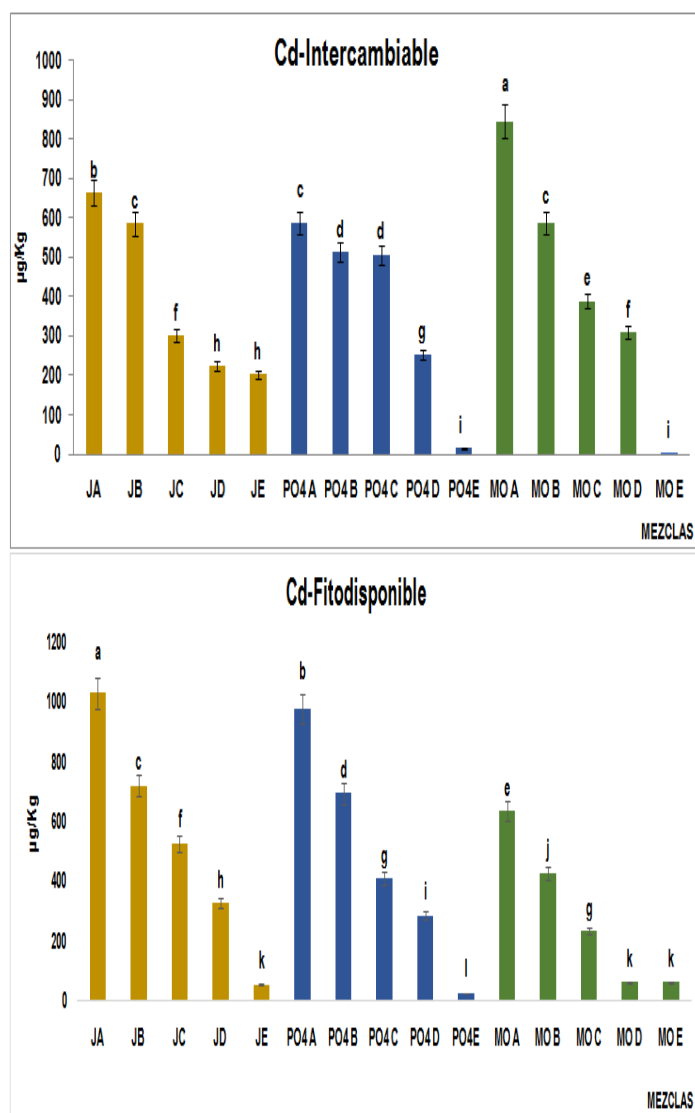 Cd-Intercambiable
1000
900
800
700
600
500
400
300
200
100
0
µg/Kg
b
c
f
h
h
c
d
d
g
i
a
c
e
f
i
JA JB JC JD JE PO4 A PO4 B PO4 C PO4 D PO4E MO A MO B MO C MO D MO E
MEZCLAS
Cd-Fitodisponible
1200
1000
800
600
400
200
0
µg/Kg
a
c
f
h
k
b
d
g
i
l
e
j
g
k
k
JA JB JC JD JE PO4 A PO4 B PO4 C PO4 D PO4E MO A MO B MO C MO D MO E
MEZCLAS